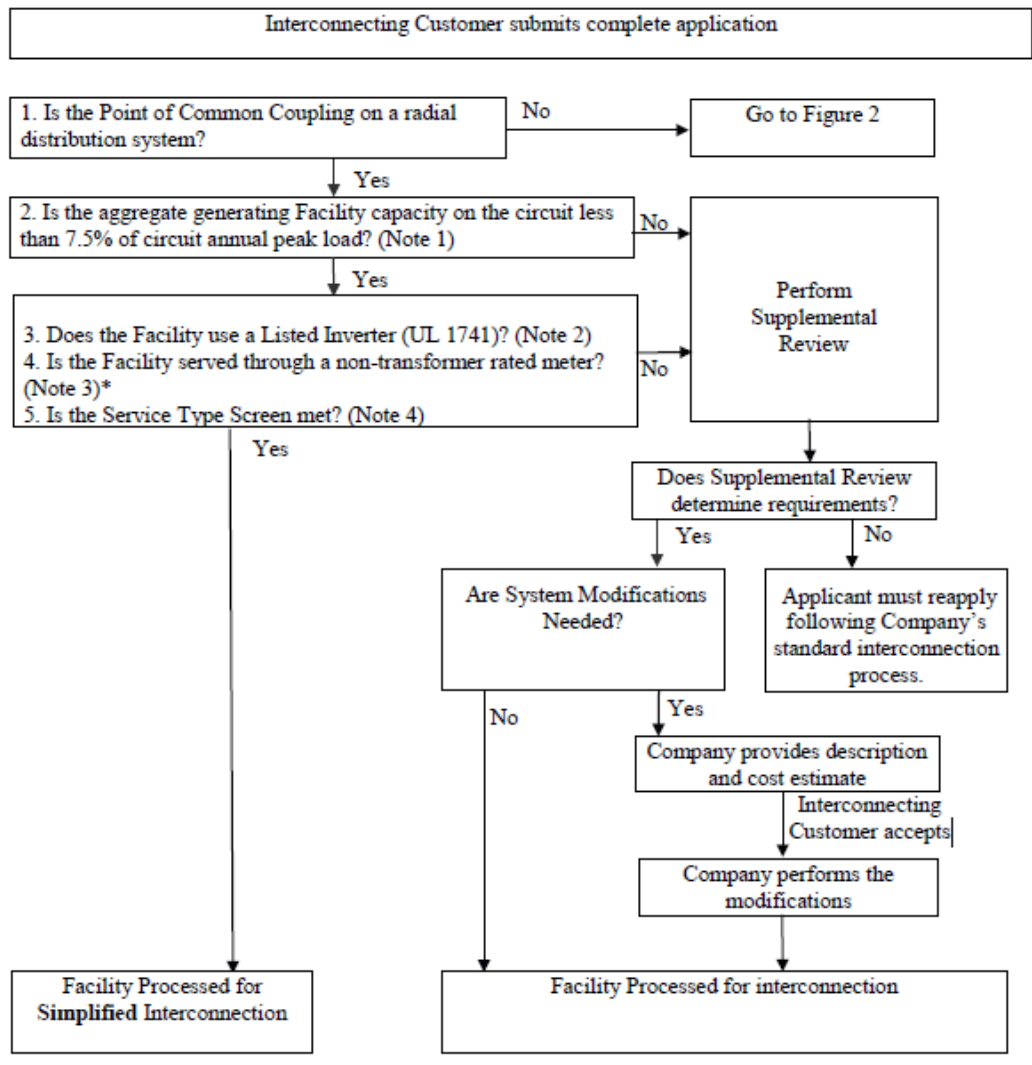 Interconnecting Customer submits complete application
1. Is the Point of Common Coupling on a radial
distribution system?
No
Go to Figure 2
Yes
2. Is the aggregate generating Facility capacity on the circuit less
than 7.5% of circuit annual peak load? (Note 1)
No
Perform
Supplemental
Review
Yes
3. Does the Facility use a Listed Inverter (UL 1741)? (Note 2)
4. Is the Facility served through a non-transformer rated meter?
(Note 3)*
5. Is the Service Type Screen met? (Note 4)
No
Yes
Does Supplemental Review
determine requirements?
Yes
No
Are System Modifications
Needed?
Applicant must reapply
following Company’s
standard interconnection
process.
No
Yes
Company provides description
and cost estimate
Interconnecting
Customer accepts
Company performs the
modifications
Facility Processed for
Simplified Interconnection
Facility Processed for interconnection